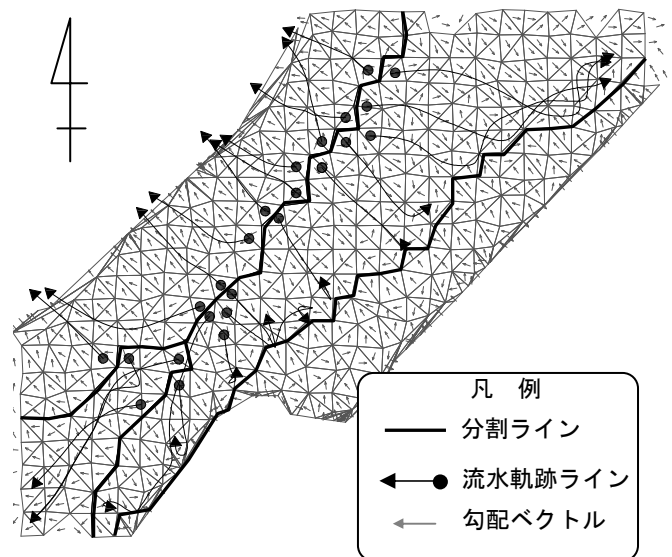 凡 例
分割ライン
流水軌跡ライン
勾配ベクトル